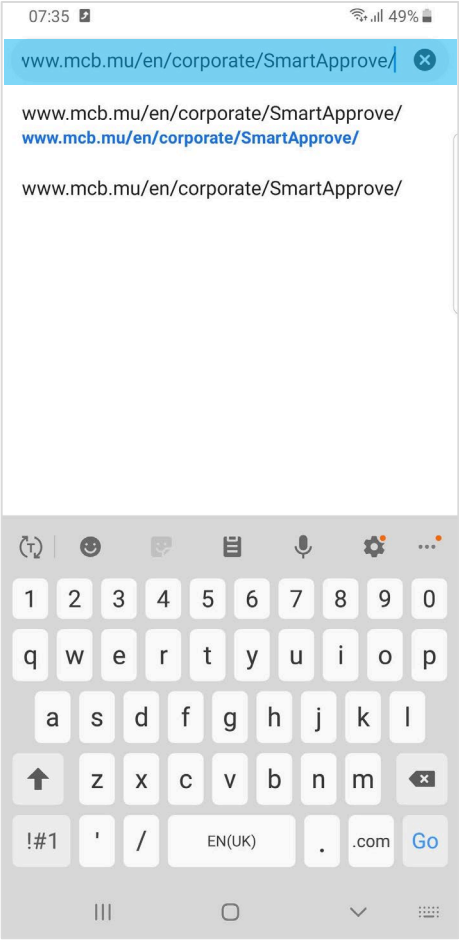 07:35 49%
www.mcb.mu/en/corporate/SmartApprove/
www.mcb.mu/en/corporate/SmartApprove/
www.mcb.mu/en/corporate/SmartApprove/
www.mcb.mu/en/corporate/SmartApprove/
T
1 2 3 4 5 6 7 8 9 0
q w e r t y u i o p
a s d f g h j k l
z x c v b n m
!#1 ' / EN(UK) . .com Go